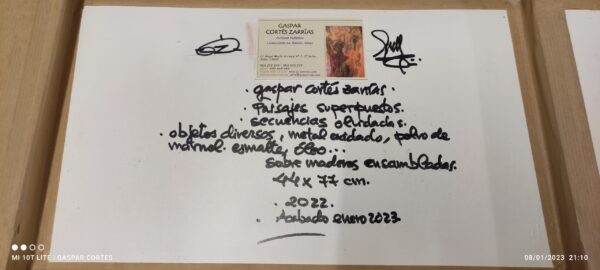 GASPAR
CORTÉS ZARRÍAS
. gaspar cortés zarrías.
. Paisajes superpuestos.
. secuencias olvidadas.
. objetos diversos, metal oxidado, polvo de
mármol. esmalte, óleo...
sobre maderas ensambladas.
44 x 77 cm.
. 2022.
. Acabado enero 2023
MI 10T LITE | GASPAR CORTES
08/01/2023 21:10